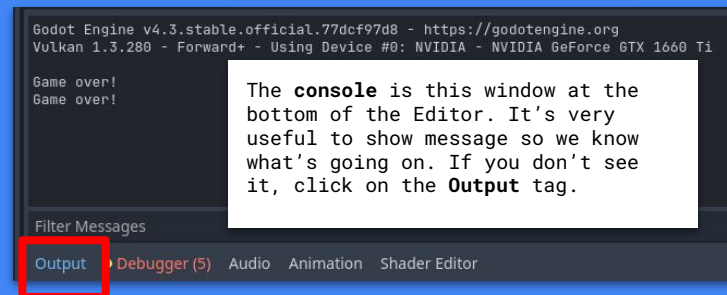 Godot Engine v4.3.stable.official.77dcf97d8 - https://godotengine.org
Vulkan 1.3.280 - Forward+ - Using Device #0: NVIDIA - NVIDIA GeForce GTX 1660 Ti
Game over!
Game over!
The console is this window at the
bottom of the Editor. It’s very
useful to show message so we know
what’s going on. If you don’t see
it, click on the Output tag.
Filter Messages
Output Debugger (5) Audio Animation Shader Editor